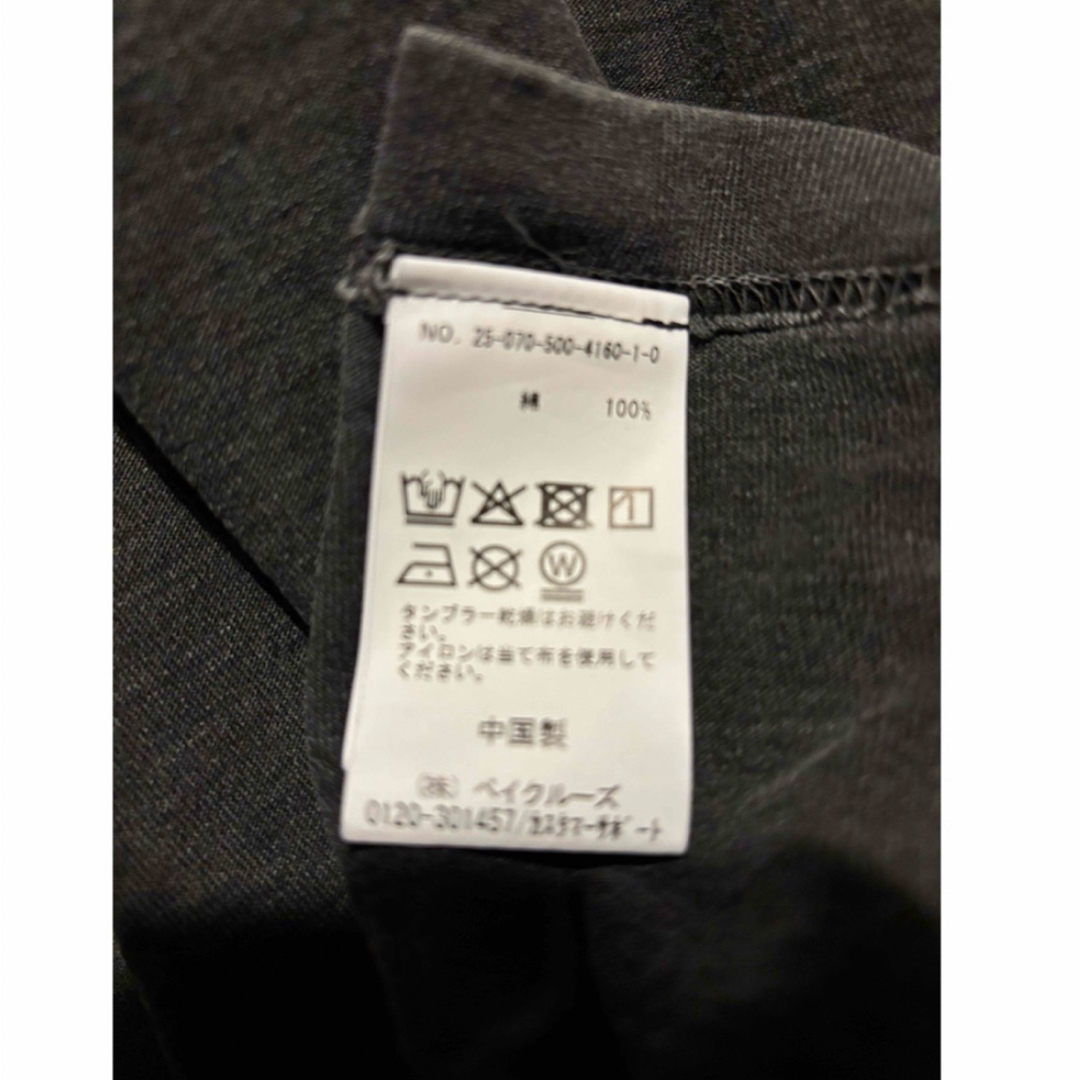 NO. 25-070-500-4160-1-0
綿 100%
W
タンブラー乾燥はお避けくだ
さい。
アイロンは当て布を使用して
ください。
中国製
(株) ベイクルーズ
0120-301457/カスタマーサポート